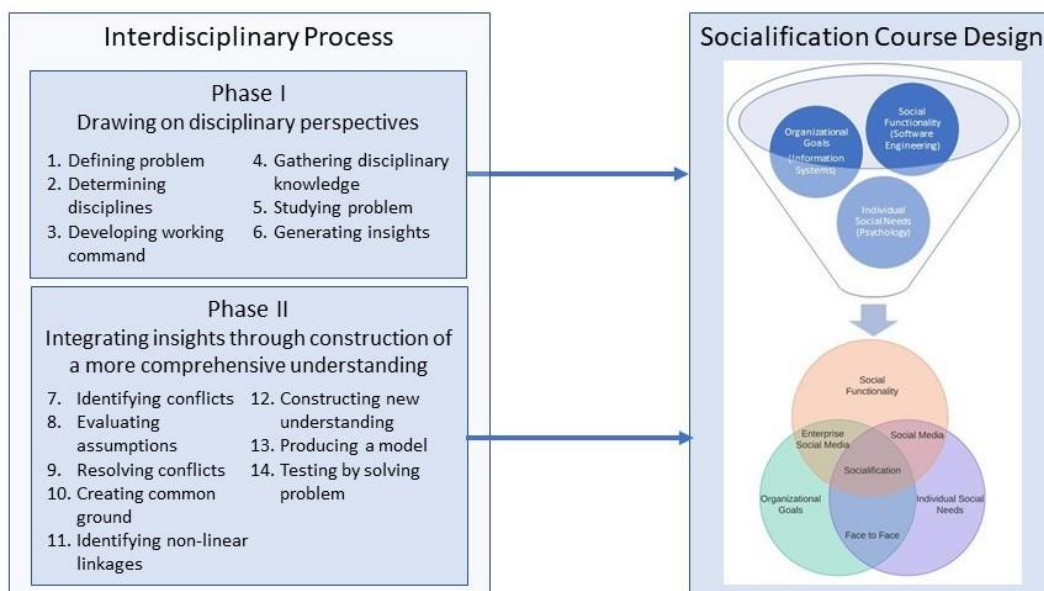 Interdisciplinary Process
Phase I
Drawing on disciplinary perspectives
1. Defining problem
2. Determining
disciplines
3. Developing working
command
4. Gathering disciplinary
knowledge
5. Studying problem
6. Generating insights
Phase II
Integrating insights through construction of
a more comprehensive understanding
7. Identifying conflicts
8. Evaluating
assumptions
9. Resolving conflicts
10. Creating common
ground
11. Identifying non-linear
linkages
12. Constructing new
understanding
13. Producing a model
14. Testing by solving
problem
Socialification Course Design
Social
Functionality
(Software
Engineering)
Organizational
Goals
(Information
Systems)
Individual
Social Needs
(Psychology)
Social
Functionality
Enterprise
Social Media
Social Media
Socialification
Organizational
Goals
Individual Social
Needs
Face to Face